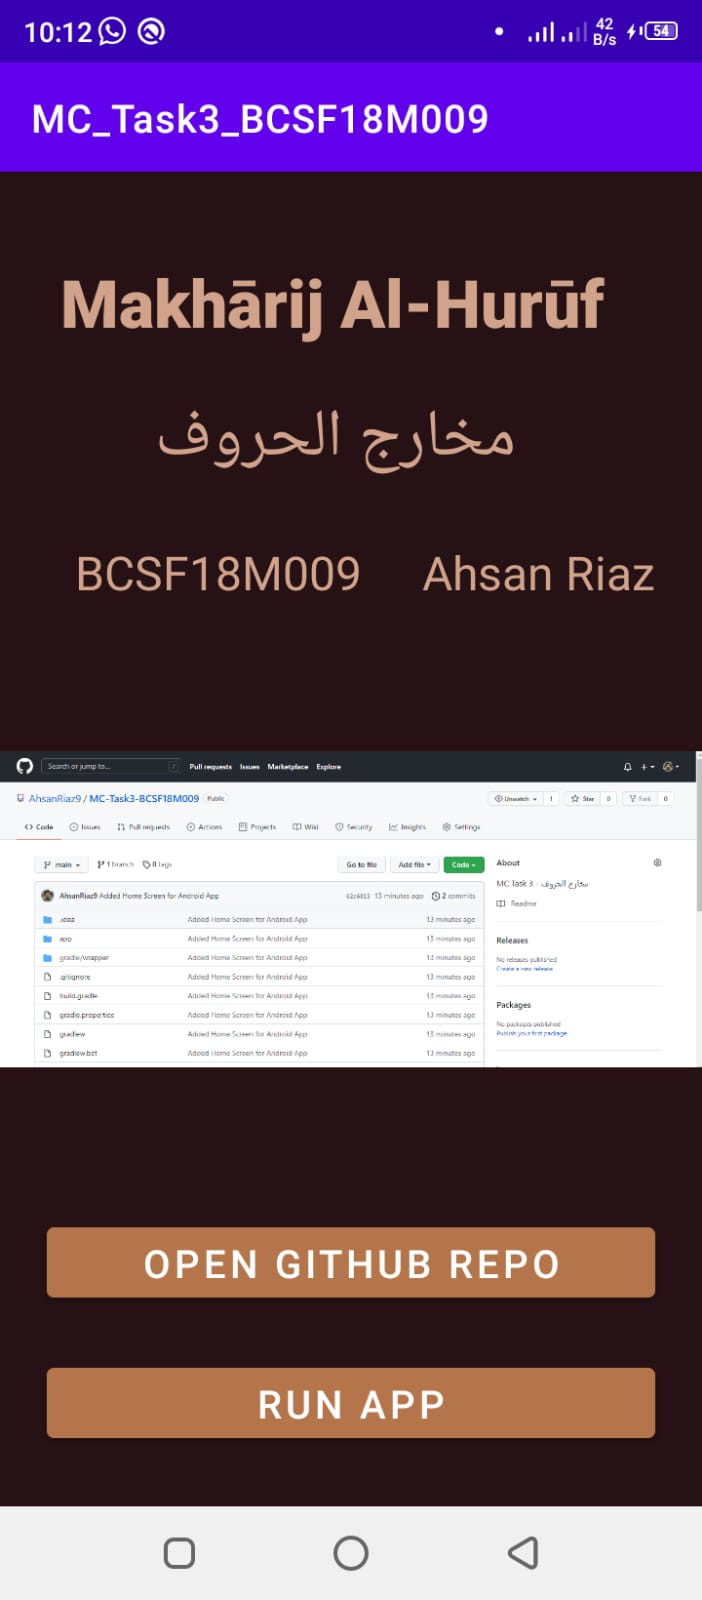 10:12 42 B/s 54
MC_Task3_BCSF18M009
Makhārij Al-Hurūf
مخارج الحروف
BCSF18M009 Ahsan Riaz
Search or jump to... /
Pull requests Issues Marketplace Explore
AhsanRiaz9 / MC-Task3-BCSF18M009 Public
Unwatch 1 Star 0 Fork 0
Code Issues Pull requests Actions Projects Wiki Security Insights Settings
main 1 branch 0 tags Go to file Add file Code
About
MC Task 3 - مخارج الحروف
Readme
AhsanRiaz9 Added Home Screen for Android App 13 minutes ago 2 commits
.idea Added Home Screen for Android App 13 minutes ago
app Added Home Screen for Android App 13 minutes ago
gradle/wrapper Added Home Screen for Android App 13 minutes ago
.gitignore Added Home Screen for Android App 13 minutes ago
build.gradle Added Home Screen for Android App 13 minutes ago
gradle.properties Added Home Screen for Android App 13 minutes ago
gradlew Added Home Screen for Android App 13 minutes ago
gradlew.bat Added Home Screen for Android App 13 minutes ago
Releases
No releases published
Create a new release
Packages
No packages published
Publish your first package
OPEN GITHUB REPO
RUN APP